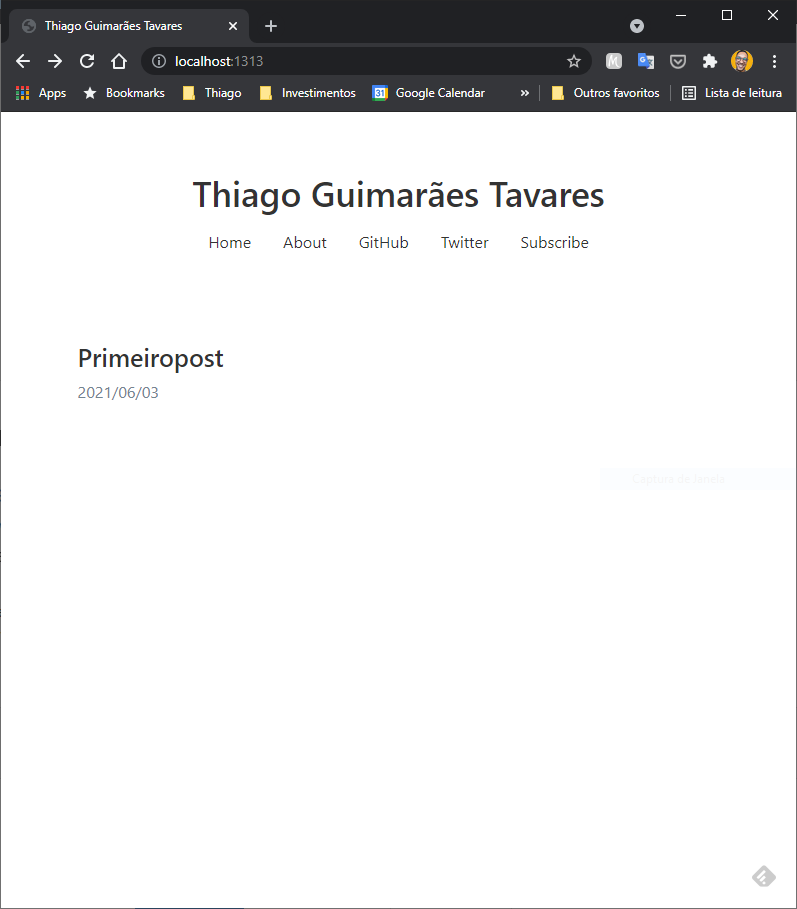 Thiago Guimarães Tavares
localhost:1313
Apps Bookmarks Thiago Investimentos 31 Google Calendar » Outros favoritos Lista de leitura
Thiago Guimarães Tavares
Home About GitHub Twitter Subscribe
Primeiropost
2021/06/03
Captura de Janela